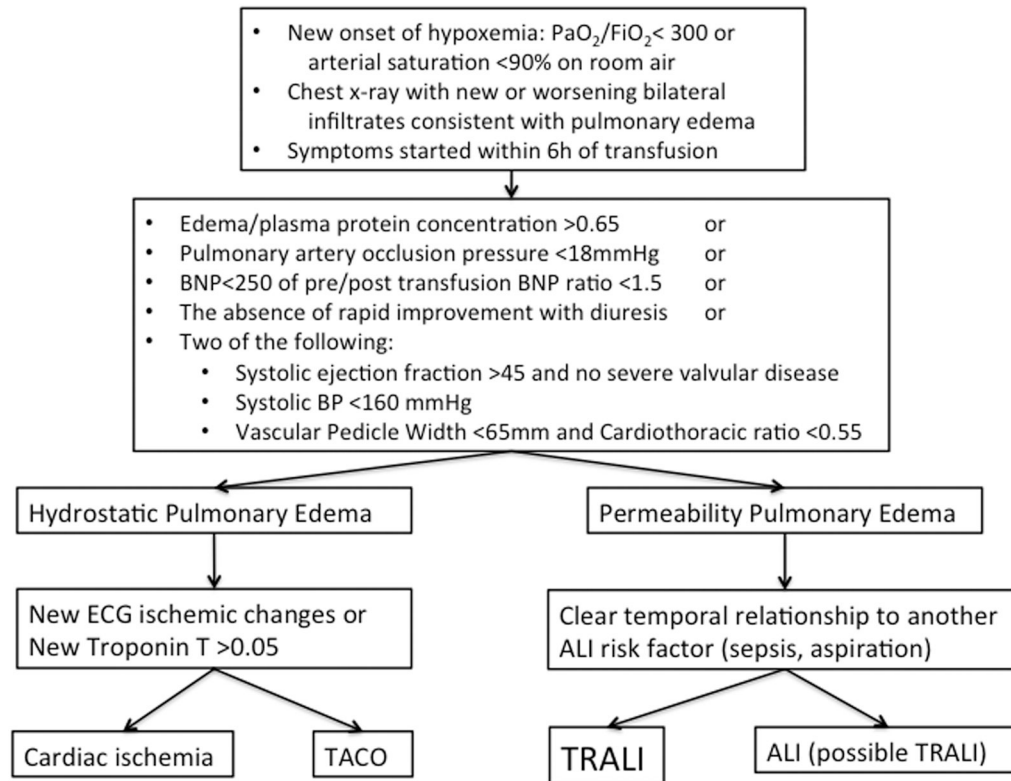 • New onset of hypoxemia: PaO₂/FiO₂< 300 or
arterial saturation <90% on room air
• Chest x-ray with new or worsening bilateral
infiltrates consistent with pulmonary edema
• Symptoms started within 6h of transfusion
• Edema/plasma protein concentration >0.65 or
• Pulmonary artery occlusion pressure <18mmHg or
• BNP<250 of pre/post transfusion BNP ratio <1.5 or
• The absence of rapid improvement with diuresis or
• Two of the following:
• Systolic ejection fraction >45 and no severe valvular disease
• Systolic BP <160 mmHg
• Vascular Pedicle Width <65mm and Cardiothoracic ratio <0.55
Hydrostatic Pulmonary Edema
Permeability Pulmonary Edema
New ECG ischemic changes or
New Troponin T >0.05
Clear temporal relationship to another
ALI risk factor (sepsis, aspiration)
Cardiac ischemia
TACO
TRALI
ALI (possible TRALI)